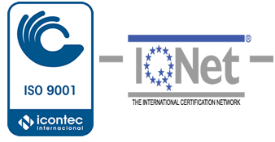 ISO 9001
icontec
internacional
IQNet
®
THE INTERNATIONAL CERTIFICATION NETWORK